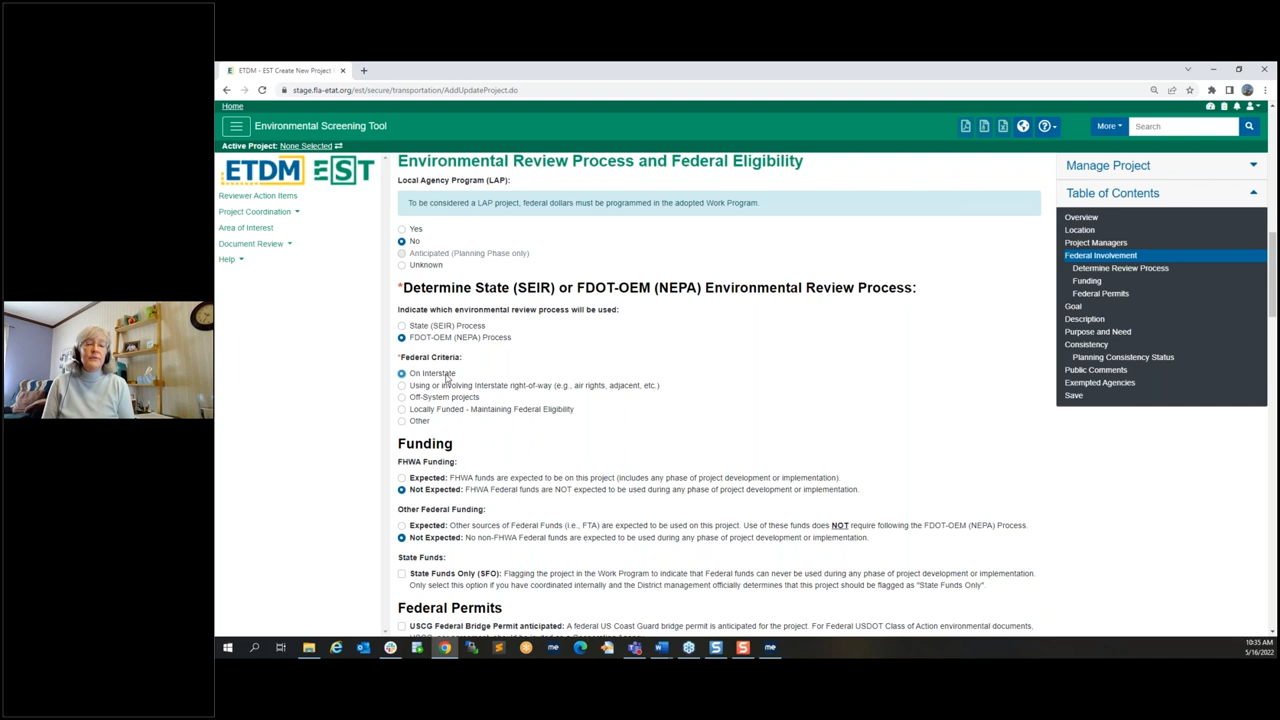 ETDM - EST Create New Project
stage.fla-etat.org/est/secure/transportation/AddUpdateProject.do
Home
Environmental Screening Tool
More
Search
Active Project: None Selected
ETDM EST
Reviewer Action Items
Project Coordination
Area of Interest
Document Review
Help
Environmental Review Process and Federal Eligibility
Local Agency Program (LAP):
To be considered a LAP project, federal dollars must be programmed in the adopted Work Program.
Yes
No
Anticipated (Planning Phase only)
Unknown
*Determine State (SEIR) or FDOT-OEM (NEPA) Environmental Review Process:
Indicate which environmental review process will be used:
State (SEIR) Process
FDOT-OEM (NEPA) Process
*Federal Criteria:
On Interstate
Using or involving Interstate right-of-way (e.g., air rights, adjacent, etc.)
Off-System projects
Locally Funded - Maintaining Federal Eligibility
Other
Funding
FHWA Funding:
Expected: FHWA funds are expected to be on this project (includes any phase of project development or implementation).
Not Expected: FHWA Federal funds are NOT expected to be used during any phase of project development or implementation.
Other Federal Funding:
Expected: Other sources of Federal Funds (i.e., FTA) are expected to be used on this project. Use of these funds does NOT require following the FDOT-OEM (NEPA) Process.
Not Expected: No non-FHWA Federal funds are expected to be used during any phase of project development or implementation.
State Funds:
State Funds Only (SFO): Flagging the project in the Work Program to indicate that Federal funds can never be used during any phase of project development or implementation.
Only select this option if you have coordinated internally and the District management officially determines that this project should be flagged as "State Funds Only".
Federal Permits
USCG Federal Bridge Permit anticipated: A federal US Coast Guard bridge permit is anticipated for the project. For Federal USDOT Class of Action environmental documents,
Manage Project
Table of Contents
Overview
Location
Project Managers
Federal Involvement
Determine Review Process
Funding
Federal Permits
Goal
Description
Purpose and Need
Consistency
Planning Consistency Status
Public Comments
Exempted Agencies
Save
me
me
10:35 AM
5/16/2022